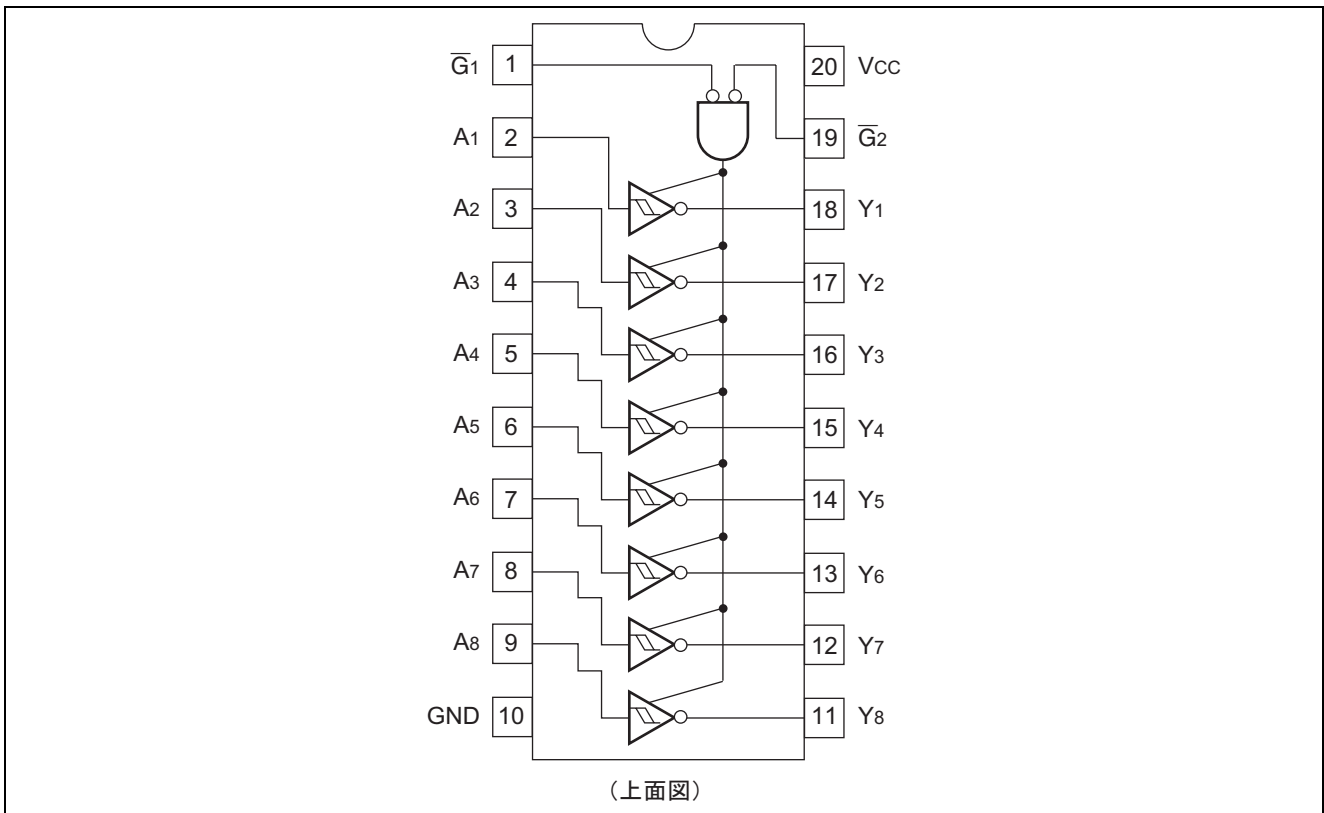 G̅1 1 20 VCC
A1 2 19 G̅2
A2 3 18 Y1
A3 4 17 Y2
A4 5 16 Y3
A5 6 15 Y4
A6 7 14 Y5
A7 8 13 Y6
A8 9 12 Y7
GND 10 11 Y8
(上面図)